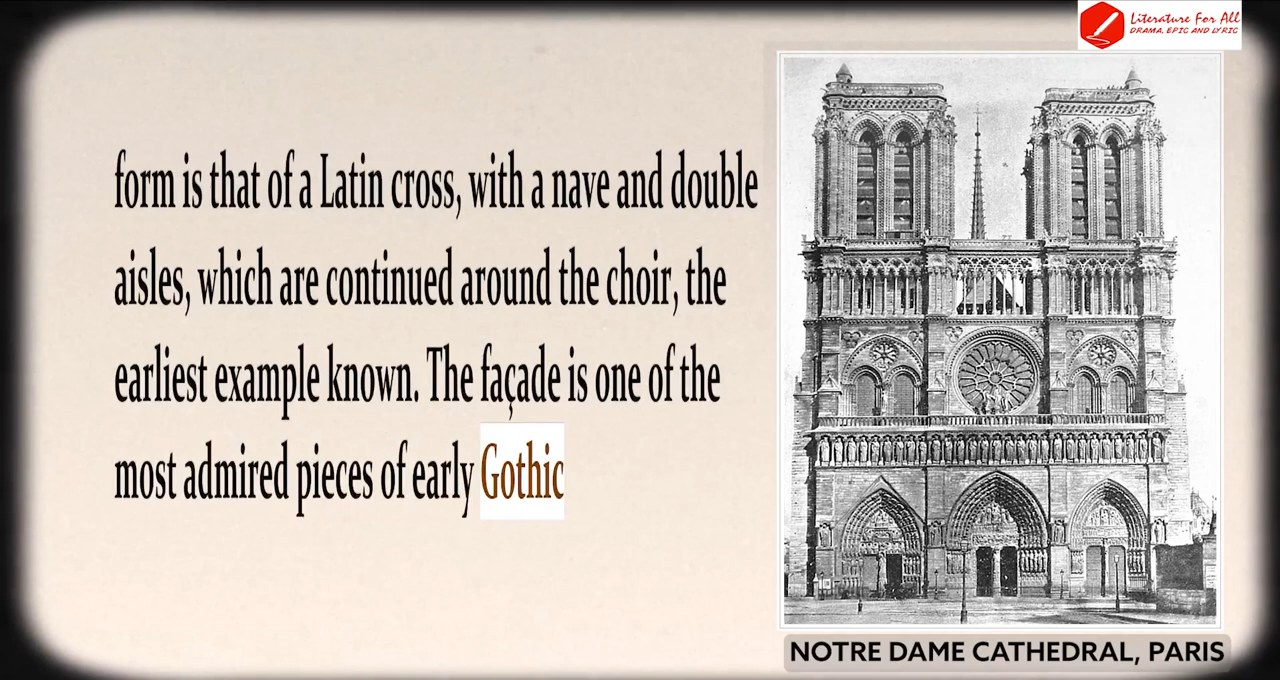 Literature For All
DRAMA, EPIC AND LYRIC
form is that of a Latin cross, with a nave and double
aisles, which are continued around the choir, the
earliest example known. The façade is one of the
most admired pieces of early Gothic
NOTRE DAME CATHEDRAL, PARIS